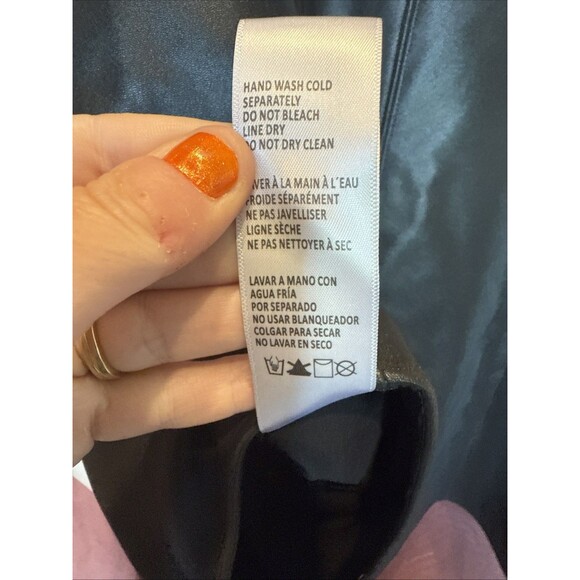 HAND WASH COLD
SEPARATELY
DO NOT BLEACH
LINE DRY
DO NOT DRY CLEAN
À LA MAIN À L'EAU
FROIDE SÉPARÉMENT
NE PAS JAVELLISER
LIGNE SÈCHE
NE PAS NETTOYER À SEC
LAVAR A MANO CON
AGUA FRÍA
POR SEPARADO
NO USAR BLANQUEADOR
COLGAR PARA SECAR
NO LAVAR EN SECO